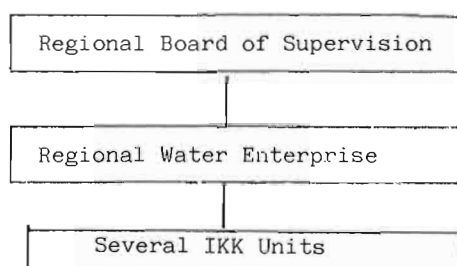 Regional Board of Supervision
Regional Water Enterprise
Several IKK Units